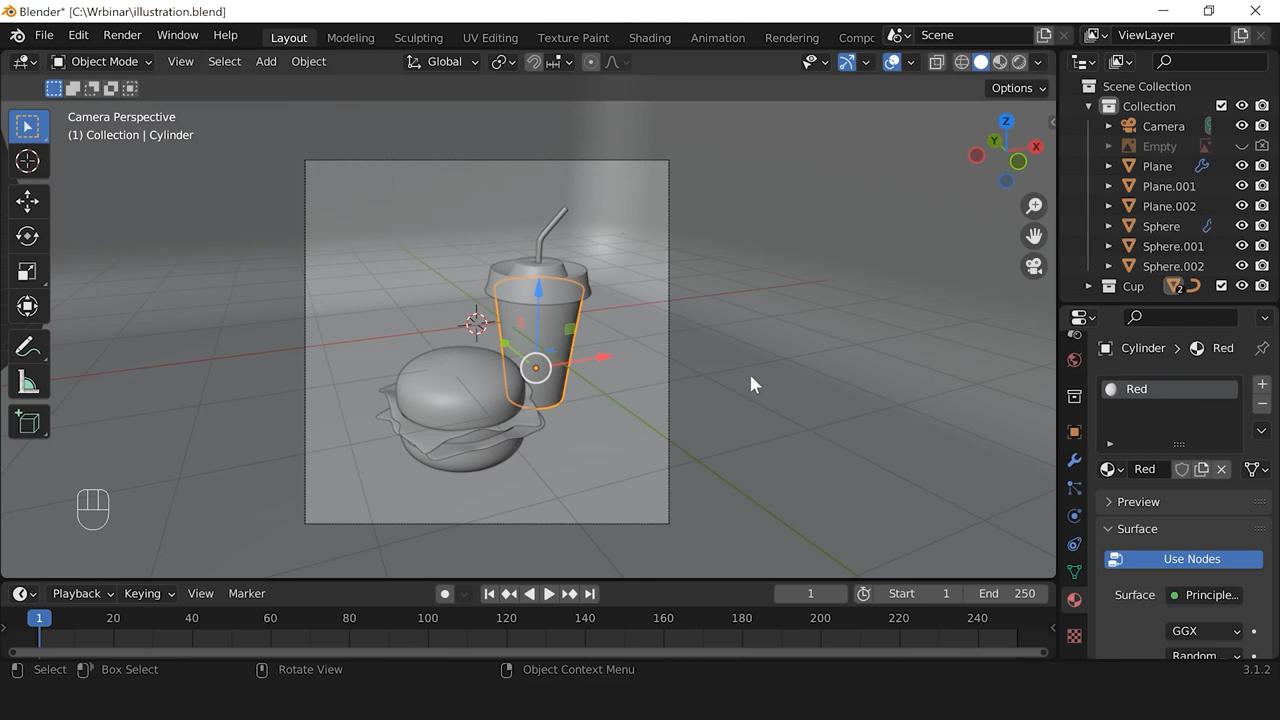 Blender* [C:\Wrbinar\illustration.blend]
File Edit Render Window Help Layout Modeling Sculpting UV Editing Texture Paint Shading Animation Rendering Compc Scene ViewLayer
Object Mode View Select Add Object Global
Options
Camera Perspective
(1) Collection | Cylinder
Z
Y
X
Scene Collection
Collection
Camera
Empty
Plane
Plane.001
Plane.002
Sphere
Sphere.001
Sphere.002
Cup 2
Cylinder > Red
Red
Red
Preview
Surface
Use Nodes
Surface Principle...
GGX
Random...
Playback Keying View Marker 1 Start 1 End 250
1 20 40 60 80 100 120 140 160 180 200 220 240
Select Box Select Rotate View Object Context Menu 3.1.2